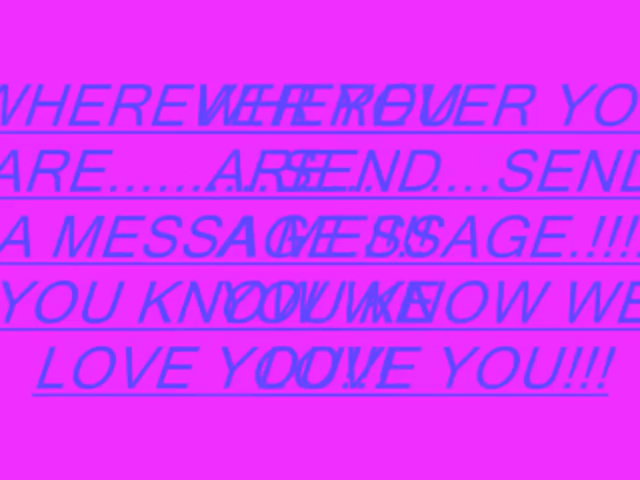 WHEREVER YOU
ARE.........SEND
A MESSAGE.!!!
YOU KNOW WE
LOVE YOU!!!